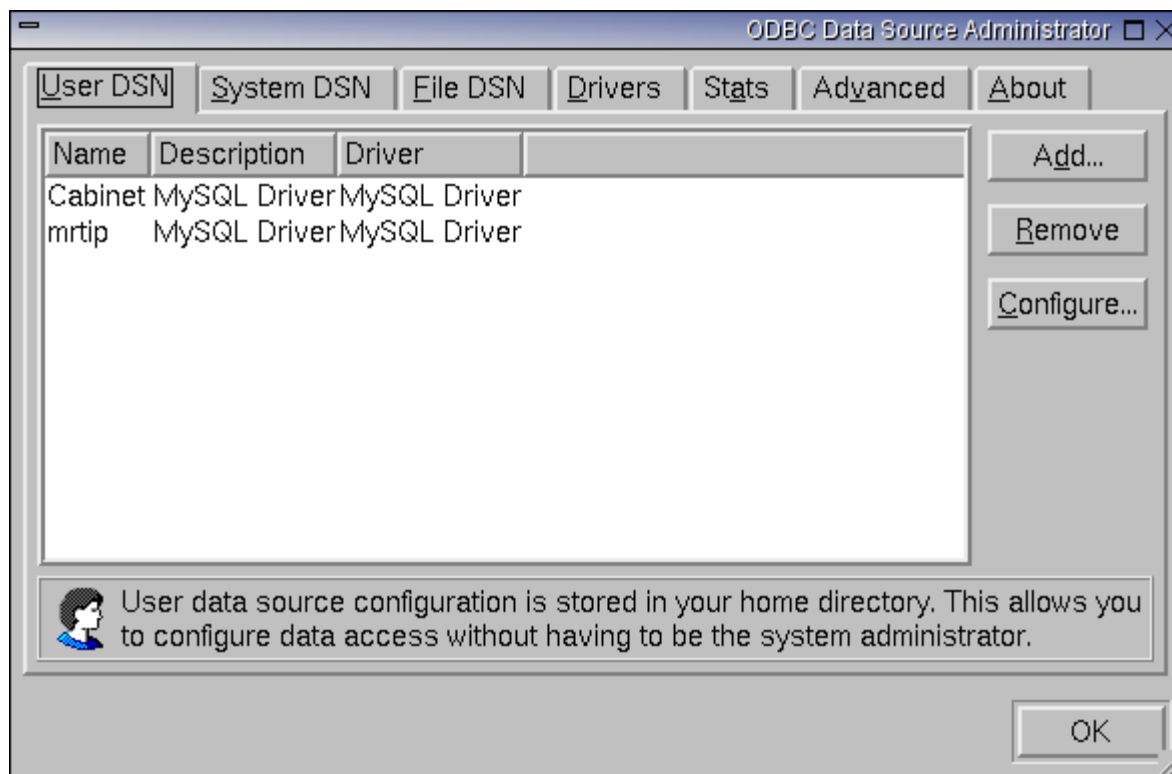 ODBC Data Source Administrator
User DSN System DSN File DSN Drivers Stats Advanced About
Name Description Driver
Cabinet MySQL Driver MySQL Driver
mrtip MySQL Driver MySQL Driver
Add...
Remove
Configure...
User data source configuration is stored in your home directory. This allows you
to configure data access without having to be the system administrator.
OK